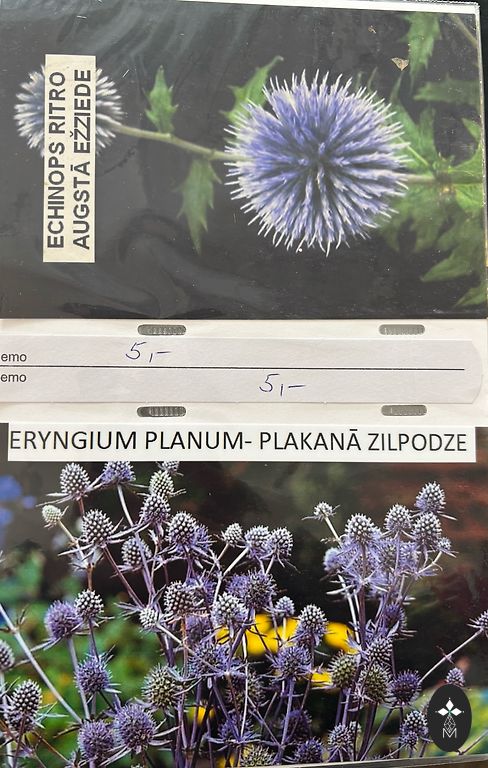 ECHINOPS RITRO
AUGSTĀ EŽZIEDE
emo 5,-
emo 5,-
ERYNGIUM PLANUM- PLAKANĀ ZILPODZE